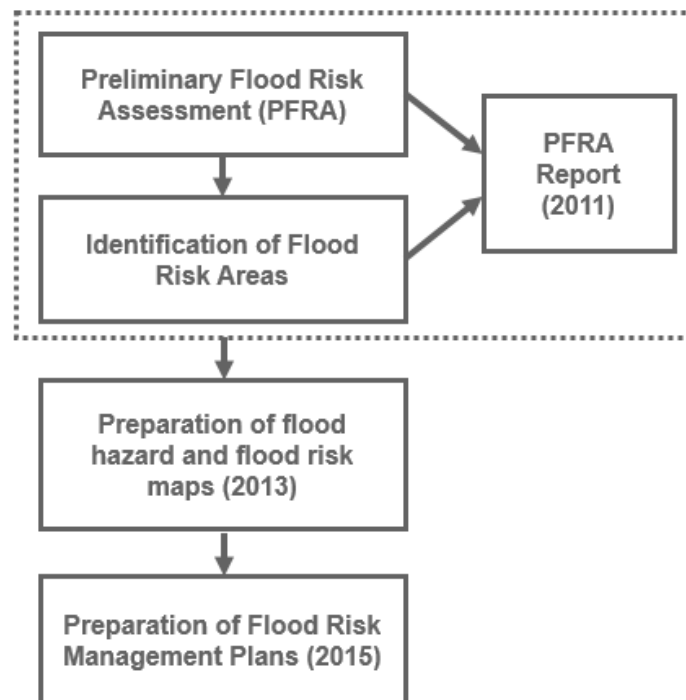 Preliminary Flood Risk
Assessment (PFRA)
PFRA
Report
(2011)
Identification of Flood
Risk Areas
Preparation of flood
hazard and flood risk
maps (2013)
Preparation of Flood Risk
Management Plans (2015)